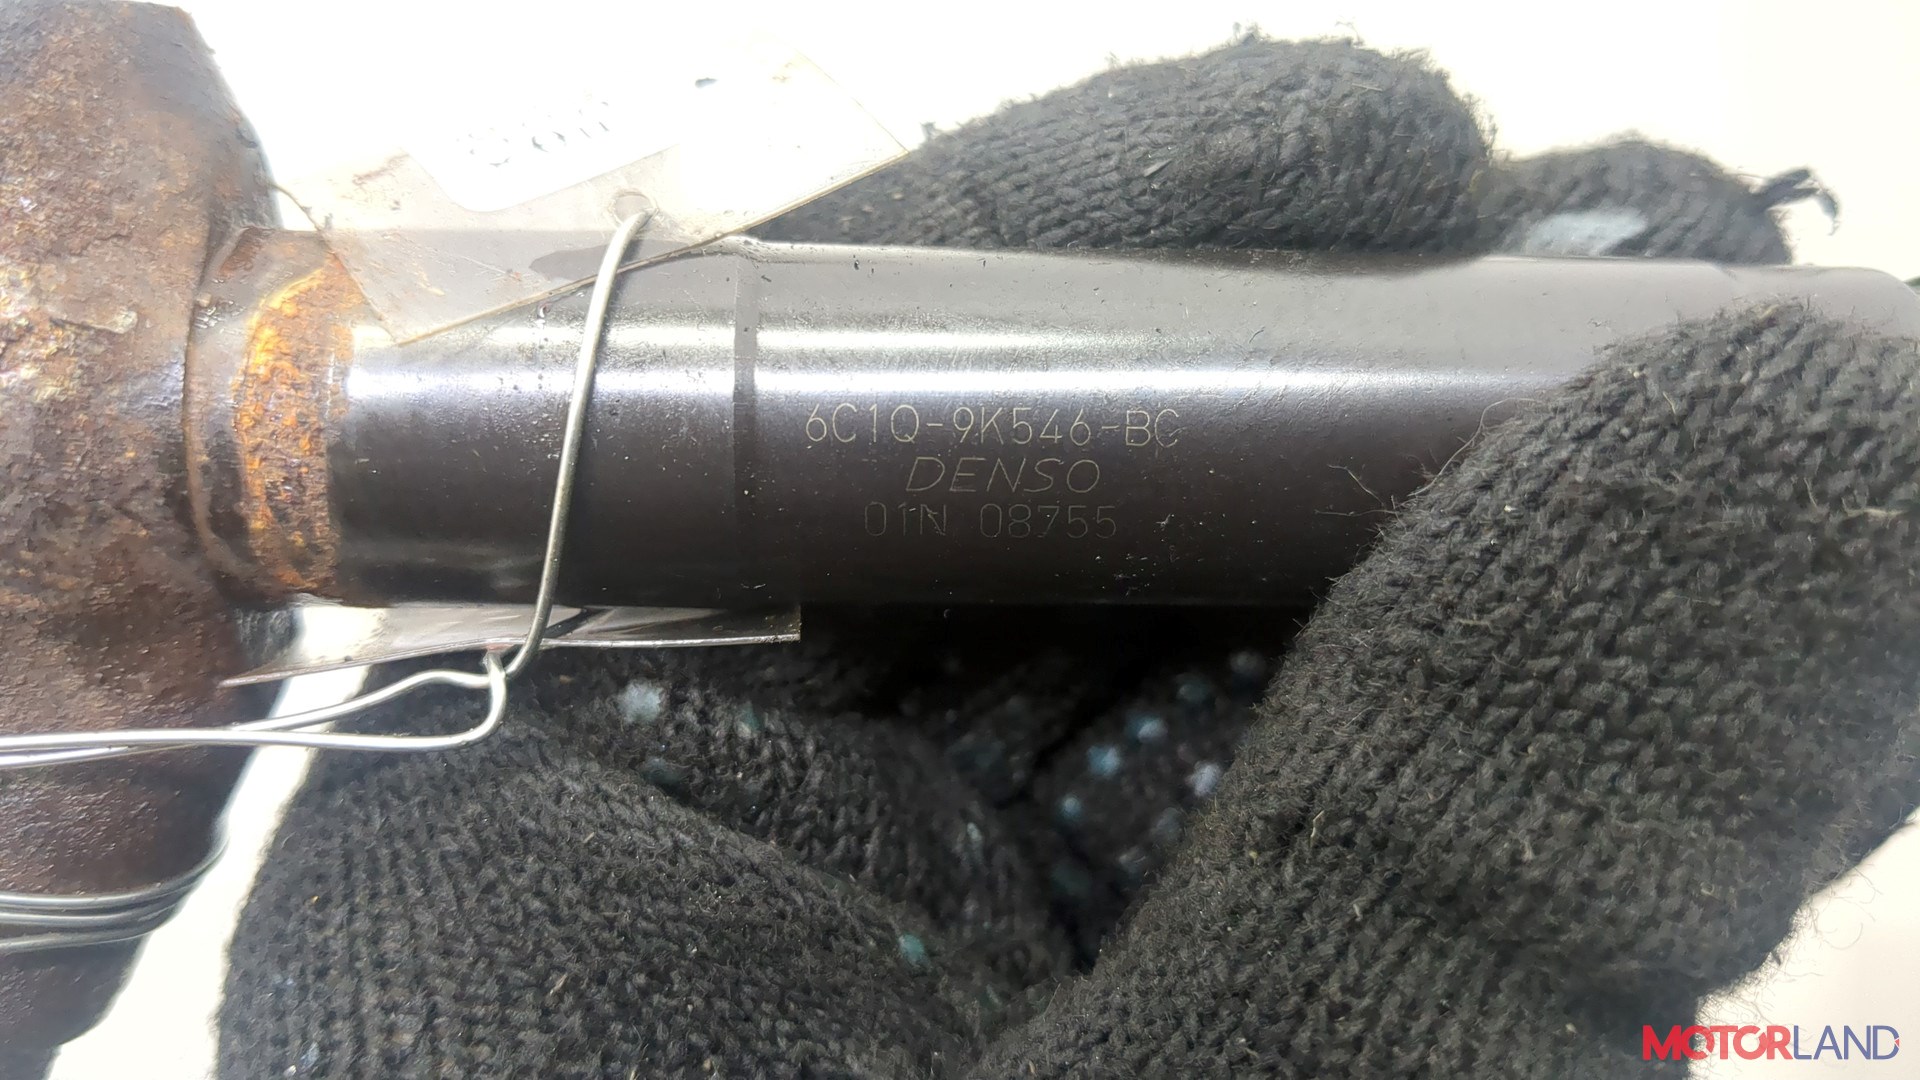 6C1Q-9K546-BC
DENSO
01N 08755
MOTORLAND